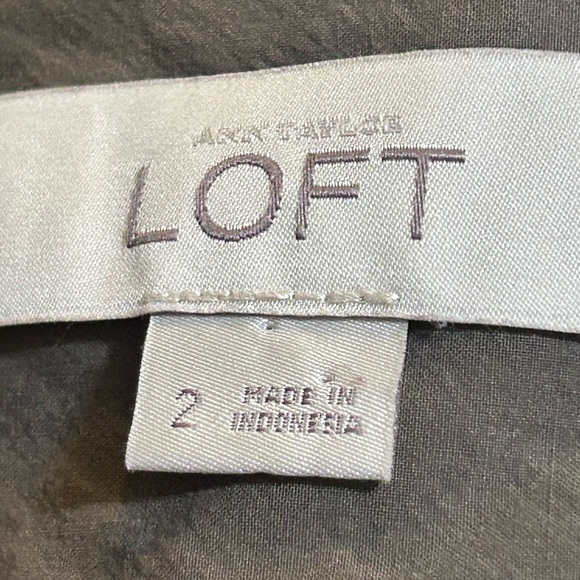 ANN TAYLOR
LOFT
2 MADE IN
INDONESIA